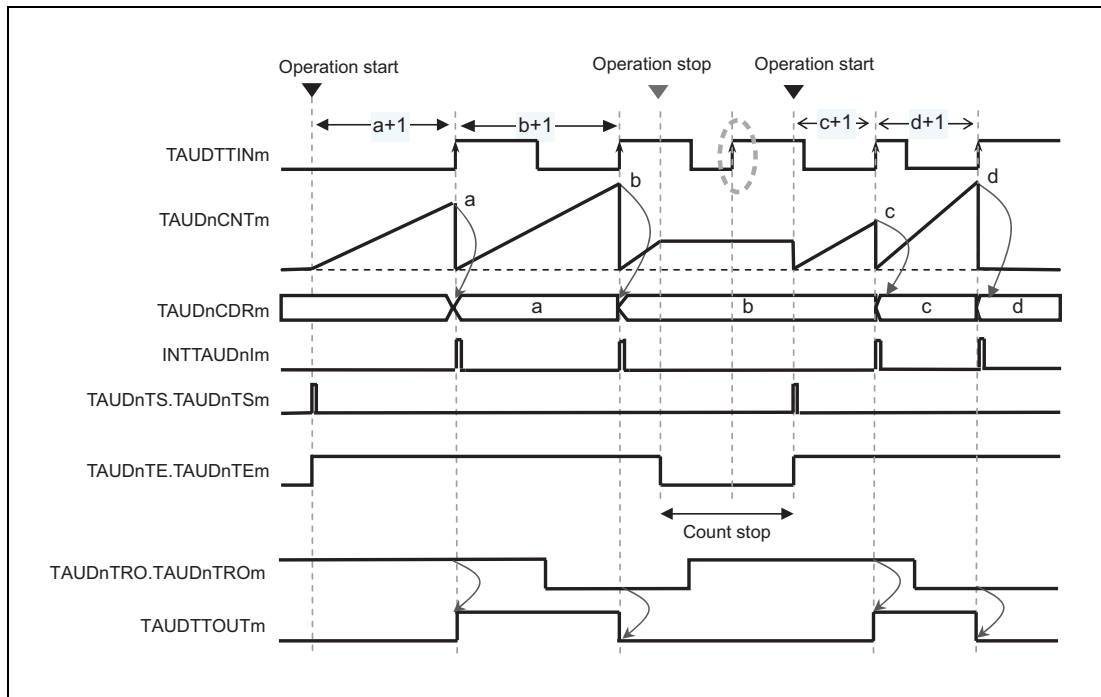 Operation start
Operation stop
Operation start
a+1
b+1
c+1
d+1
TAUDTTINm
TAUDnCNTm
a
b
c
d
TAUDnCDRm
a
b
c
d
INTTAUDnIm
TAUDnTS.TAUDnTSm
TAUDnTE.TAUDnTEm
Count stop
TAUDnTRO.TAUDnTROm
TAUDTTOUTm